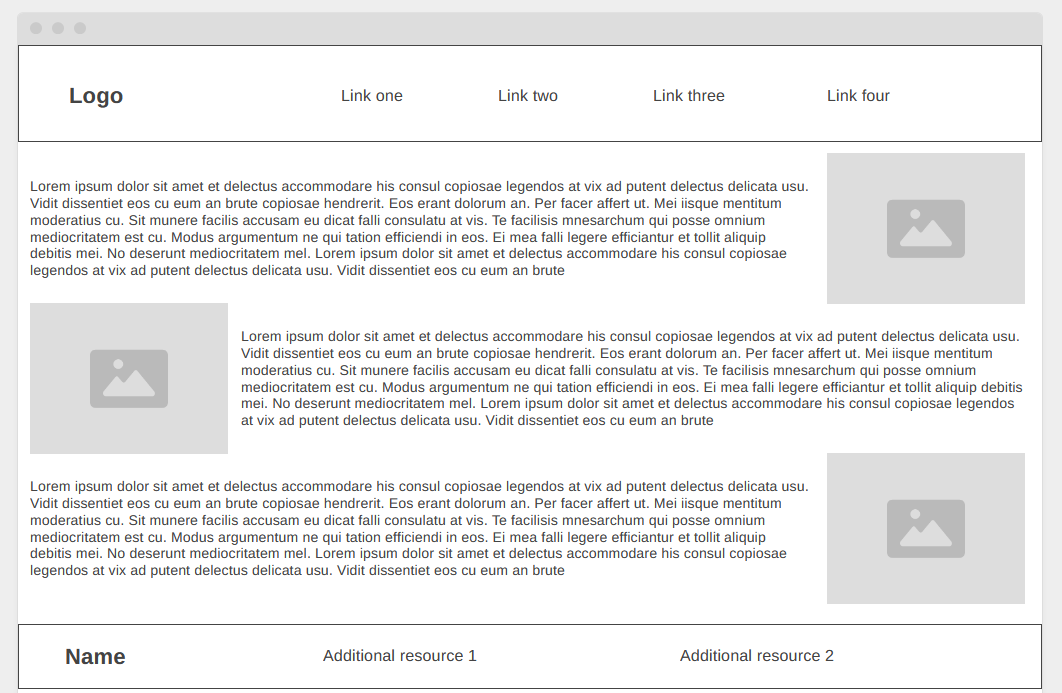 Logo
Link one
Link two
Link three
Link four
Lorem ipsum dolor sit amet et delectus accommodare his consul copiosae legendos at vix ad putent delectus delicata usu.
Vidit dissentiet eos cu eum an brute copiosae hendrerit. Eos erant dolorum an. Per facer affert ut. Mei iisque mentitum
moderatius cu. Sit munere facilis accusam eu dicat falli consulatu at vis. Te facilisis mnesarchum qui posse omnium
mediocritatem est cu. Modus argumentum ne qui tation efficiendi in eos. Ei mea falli legere efficiantur et tollit aliquip
debitis mei. No deserunt mediocritatem mel. Lorem ipsum dolor sit amet et delectus accommodare his consul copiosae
legendos at vix ad putent delectus delicata usu. Vidit dissentiet eos cu eum an brute
Lorem ipsum dolor sit amet et delectus accommodare his consul copiosae legendos at vix ad putent delectus delicata usu.
Vidit dissentiet eos cu eum an brute copiosae hendrerit. Eos erant dolorum an. Per facer affert ut. Mei iisque mentitum
moderatius cu. Sit munere facilis accusam eu dicat falli consulatu at vis. Te facilisis mnesarchum qui posse omnium
mediocritatem est cu. Modus argumentum ne qui tation efficiendi in eos. Ei mea falli legere efficiantur et tollit aliquip debitis
mei. No deserunt mediocritatem mel. Lorem ipsum dolor sit amet et delectus accommodare his consul copiosae legendos
at vix ad putent delectus delicata usu. Vidit dissentiet eos cu eum an brute
Lorem ipsum dolor sit amet et delectus accommodare his consul copiosae legendos at vix ad putent delectus delicata usu.
Vidit dissentiet eos cu eum an brute copiosae hendrerit. Eos erant dolorum an. Per facer affert ut. Mei iisque mentitum
moderatius cu. Sit munere facilis accusam eu dicat falli consulatu at vis. Te facilisis mnesarchum qui posse omnium
mediocritatem est cu. Modus argumentum ne qui tation efficiendi in eos. Ei mea falli legere efficiantur et tollit aliquip
debitis mei. No deserunt mediocritatem mel. Lorem ipsum dolor sit amet et delectus accommodare his consul copiosae
legendos at vix ad putent delectus delicata usu. Vidit dissentiet eos cu eum an brute
Name
Additional resource 1
Additional resource 2